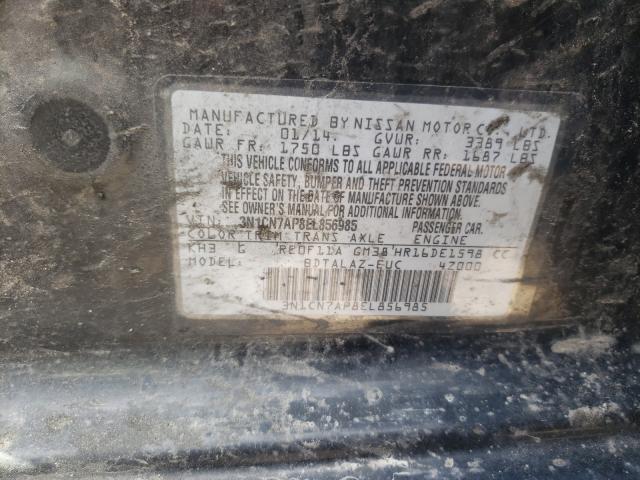 MANUFACTURED BY NISSAN MOTOR CO., LTD.
DATE: 01/14 GVWR: 3389 LBS
GAWR FR: 1750 LBS GAWR RR: 1687 LBS
THIS VEHICLE CONFORMS TO ALL APPLICABLE FEDERAL MOTOR
VEHICLE SAFETY, BUMPER AND THEFT PREVENTION STANDARDS
IN EFFECT ON THE DATE OF MANUFACTURE SHOWN ABOVE.
SEE OWNER'S MANUAL FOR ADDITIONAL INFORMATION.
VIN: 3N1CN7AP8EL856985 PASSENGER CAR.
COLOR TRIM TRANS AXLE ENGINE
KH3 G RE0F11A GM38 HR16DE1598 CC
MODEL: BDTALAZ-EUC 42000
3N1CN7AP8EL856985